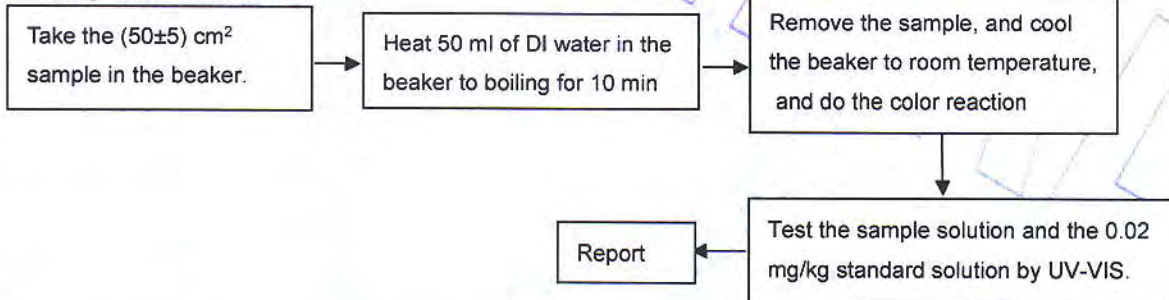 Take the (50±5) cm²
sample in the beaker.
Heat 50 ml of DI water in the
beaker to boiling for 10 min
Remove the sample, and cool
the beaker to room temperature,
and do the color reaction
Test the sample solution and the 0.02
mg/kg standard solution by UV-VIS.
Report